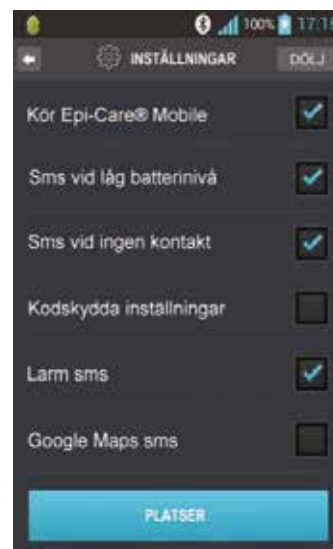 100% 17:15
INSTÄLLNINGAR DÖLJ
Kör Epi-Care® Mobile
Sms vid låg batterinivå
Sms vid ingen kontakt
Kodskydda inställningar
Larm sms
Google Maps sms
PLATSER